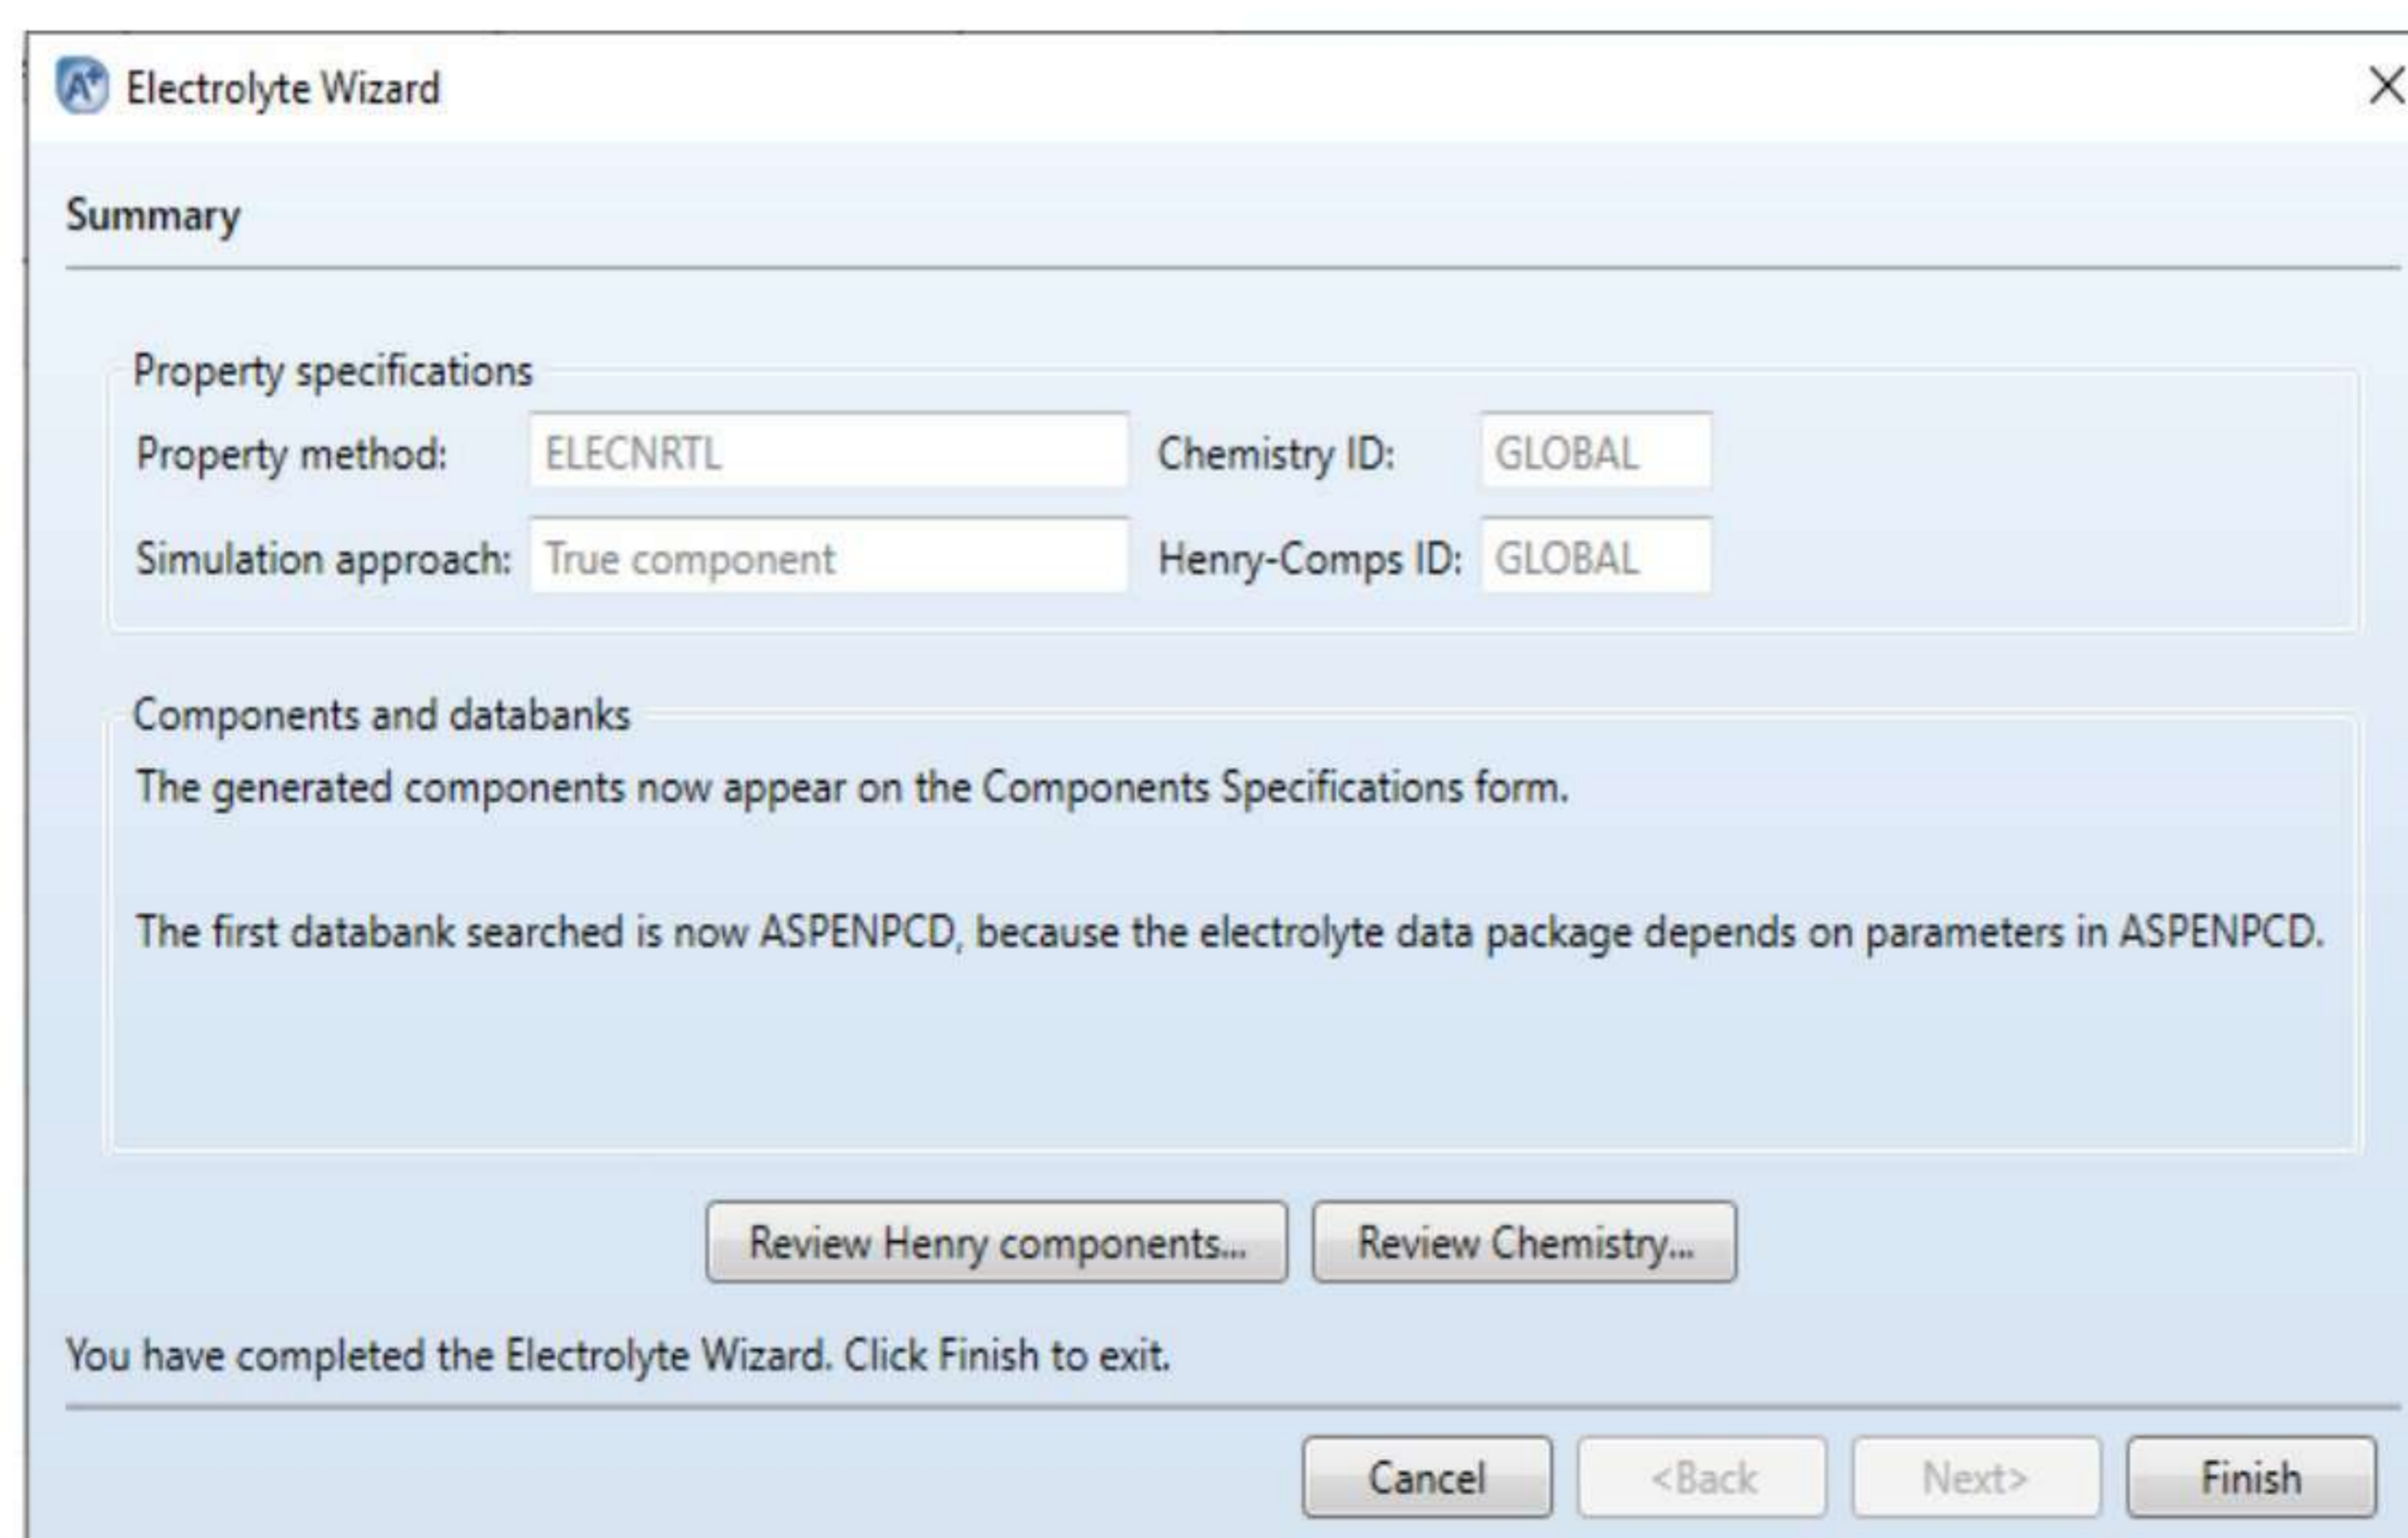 Electrolyte Wizard
Summary
Property specifications
Property method: ELECNRTL Chemistry ID: GLOBAL
Simulation approach: True component Henry-Comps ID: GLOBAL
Components and databanks
The generated components now appear on the Components Specifications form.
The first databank searched is now ASPENPCD, because the electrolyte data package depends on parameters in ASPENPCD.
Review Henry components... Review Chemistry...
You have completed the Electrolyte Wizard. Click Finish to exit.
Cancel <Back Next> Finish